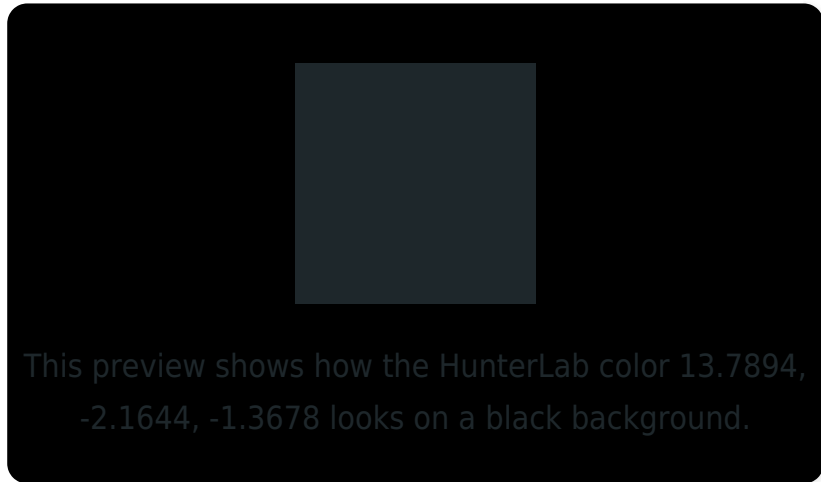 This preview shows how the HunterLab color 13.7894,
-2.1644, -1.3678 looks on a black background.